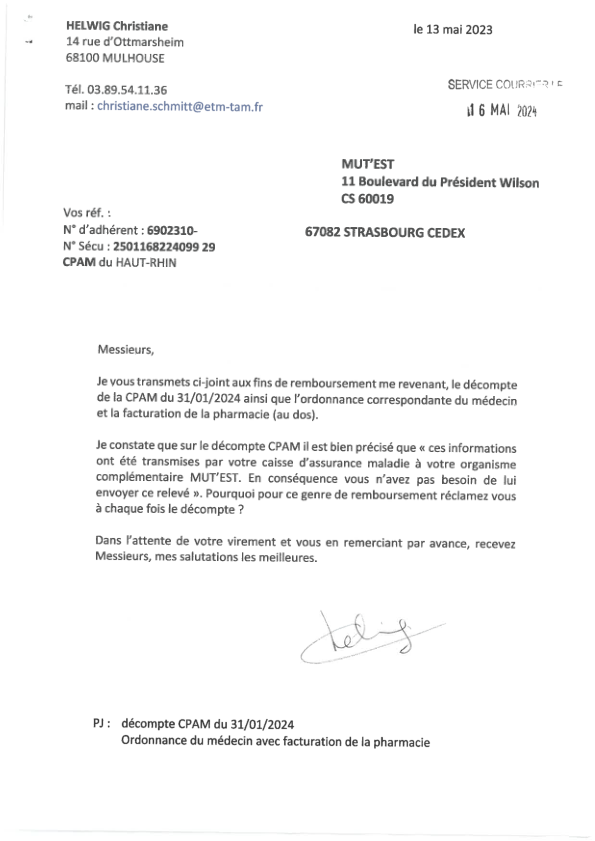 HELWIG Christiane
14 rue d'Ottmarsheim
68100 MULHOUSE
le 13 mai 2023
Tél. 03.89.54.11.36
mail : christiane.schmitt@etm-tam.fr
SERVICE COURRIER
16 MAI 2024
MUT'EST
11 Boulevard du Président Wilson
CS 60019
67082 STRASBOURG CEDEX
Vos réf. :
N° d'adhérent : 6902310-
N° Sécu : 2501168224099 29
CPAM du HAUT-RHIN
Messieurs,
Je vous transmets ci-joint aux fins de remboursement me revenant, le décompte
de la CPAM du 31/01/2024 ainsi que l'ordonnance correspondante du médecin
et la facturation de la pharmacie (au dos).
Je constate que sur le décompte CPAM il est bien précisé que « ces informations
ont été transmises par votre caisse d'assurance maladie à votre organisme
complémentaire MUT'EST. En conséquence vous n'avez pas besoin de lui
envoyer ce relevé ». Pourquoi pour ce genre de remboursement réclamez vous
à chaque fois le décompte ?
Dans l'attente de votre virement et vous en remerciant par avance, recevez
Messieurs, mes salutations les meilleures.
Helwig
PJ : décompte CPAM du 31/01/2024
Ordonnance du médecin avec facturation de la pharmacie